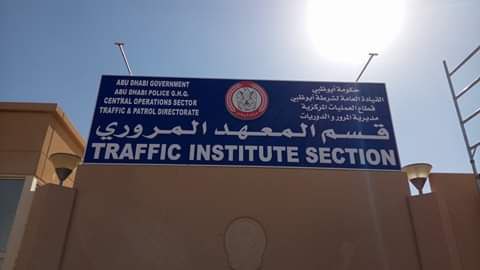 ABU DHABI GOVERNMENT
ABU DHABI POLICE G.H.Q.
CENTRAL OPERATIONS SECTOR
TRAFFIC & PATROL DIRECTORATE
حكومة أبوظبي
القيادة العامة لشرطة أبوظبي
قطاع العمليات المركزية
مديرية المرور والدوريات
قسم المعهد المروري
TRAFFIC INSTITUTE SECTION